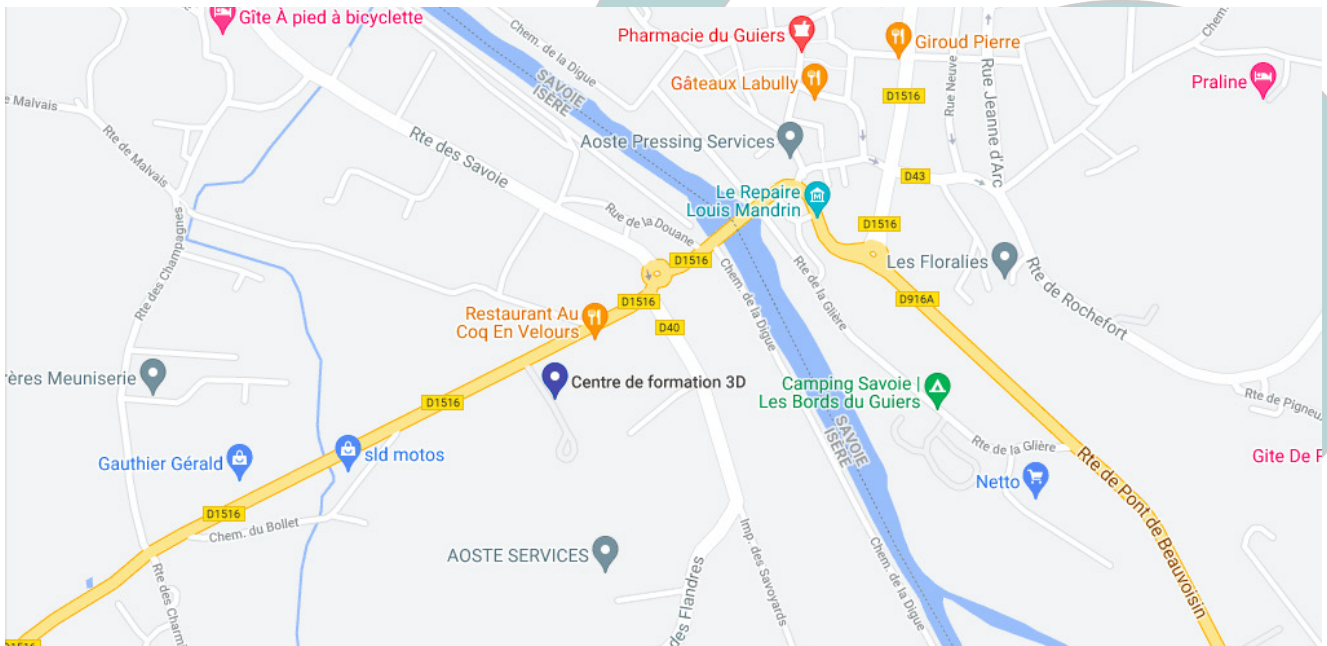 Gîte À pied à bicyclette
Chem. de la Digue
Pharmacie du Guiers
Giroud Pierre
Gâteaux Labully
Rue Neuve
Rue Jeanne d'Arc
Praline
Chem.
SAVOIE
ISÈRE
D1516
de Malvais
Rte de Malvais
Rte des Savoie
Aoste Pressing Services
D43
Le Repaire
Louis Mandrin
Rue de la Douane
D1516
D1516
Les Floralies
Rte des Champagnes
Chem. de la Digue
Rte de la Glière
Rte de Rochefort
D1516
D916A
Restaurant Au
Coq En Velours
D40
rères Meuniserie
Centre de formation 3D
Camping Savoie |
Les Bords du Guiers
D1516
Rte de Pigneu
SAVOIE
ISÈRE
Rte de la Glière
Gauthier Gérald
sld motos
Gite De F
Netto
Rte de Pont de Beauvoisin
D1516
Chem. du Bollet
AOSTE SERVICES
Imp. des Savoyards
Chem. de la Digue
Rte des Charm
des Flandres
D1516